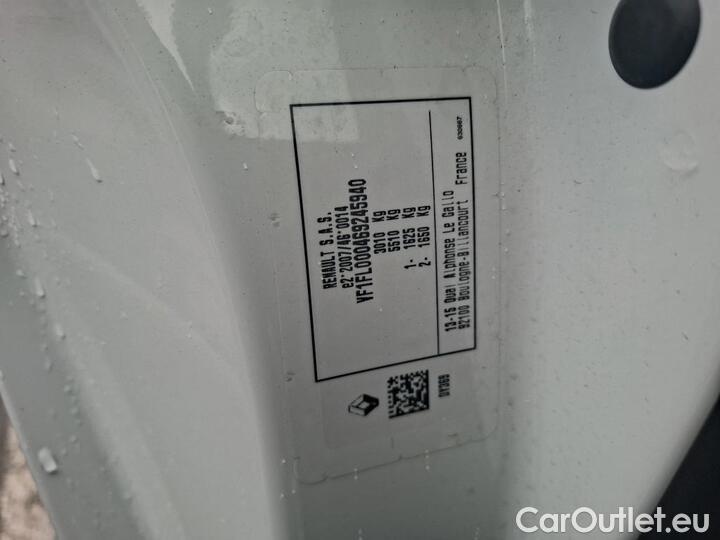 RENAULT S.A.S.
e2*2007/46*0014
VF1FL000469245940
3010 Kg
5510 Kg
1- 1625 Kg
2- 1650 Kg
13-15 Quai Alphonse Le Gallo
92100 Boulogne-Billancourt France
630967
DY369
CarOutlet.eu